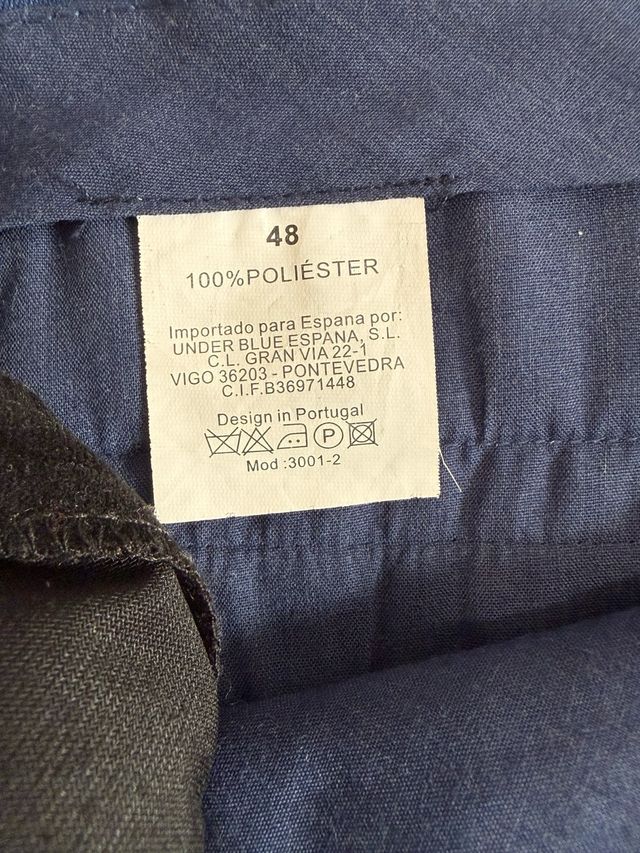 48
100%POLIÉSTER
Importado para España por:
UNDER BLUE ESPANA, S.L.
C.L. GRAN VIA 22-1
VIGO 36203 - PONTEVEDRA
C.I.F.B36971448
Design in Portugal
P
Mod :3001-2